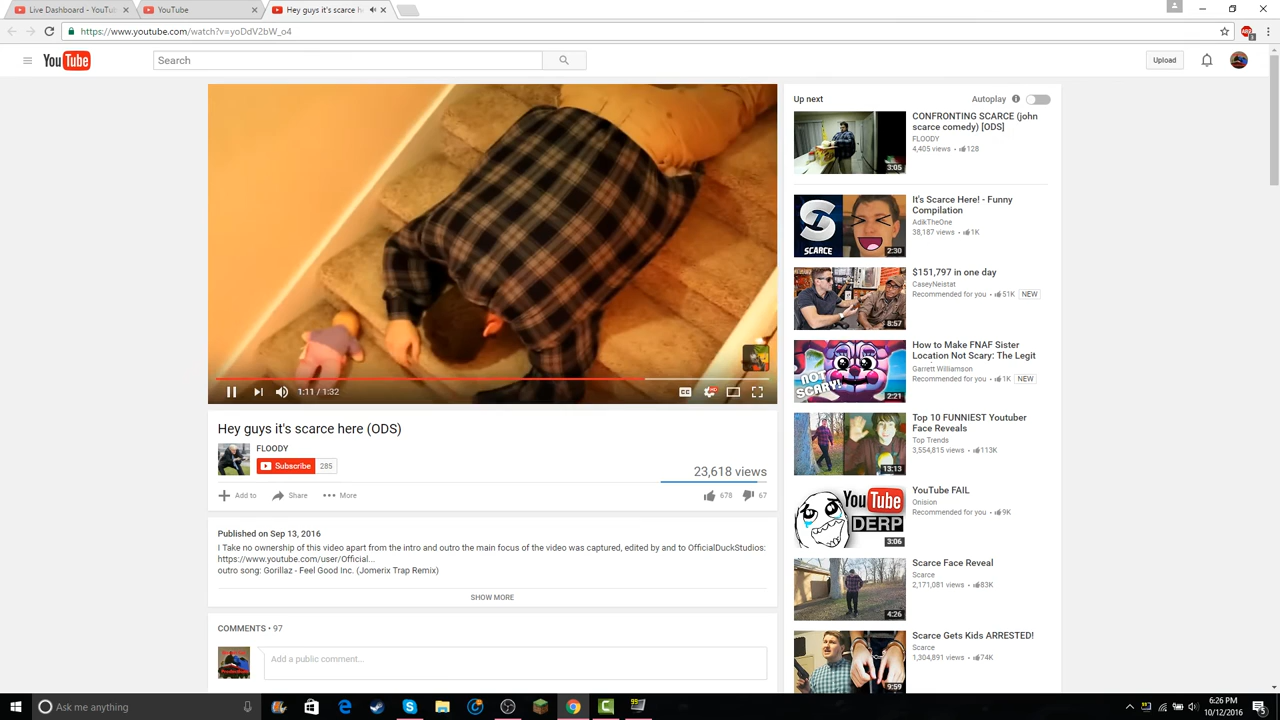 Live Dashboard - YouTub
YouTube
Hey guys it's scarce he
https://www.youtube.com/watch?v=yoDdV2bW_o4
YouTube
Search
Upload
Up next
Autoplay
CONFRONTING SCARCE (john
scarce comedy) [ODS]
FLOODY
4,405 views • 128
3:05
It's Scarce Here! - Funny
Compilation
AdikTheOne
38,187 views • 1K
SCARCE
2:30
$151,797 in one day
CaseyNeistat
Recommended for you • 51K NEW
8:57
How to Make FNAF Sister
Location Not Scary: The Legit
Garrett Williamson
Recommended for you • 1K NEW
NOT
SCARY!
2:21
Top 10 FUNNIEST Youtuber
Face Reveals
Top Trends
3,554,815 views • 113K
13:13
YouTube FAIL
Onision
Recommended for you • 9K
YouTube
DERP
3:06
Scarce Face Reveal
Scarce
2,171,081 views • 83K
4:26
Scarce Gets Kids ARRESTED!
Scarce
1,304,891 views • 74K
9:59
1:11 / 1:32
CC
HD
Hey guys it's scarce here (ODS)
FLOODY
Subscribe 285
23,618 views
Add to Share More
678 67
Published on Sep 13, 2016
I Take no ownership of this video apart from the intro and outro the main focus of the video was captured, edited by and to OfficialDuckStudios:
https://www.youtube.com/user/Official...
outro song: Gorillaz - Feel Good Inc. (Jomerix Trap Remix)
SHOW MORE
COMMENTS • 97
Add a public comment...
Ask me anything
6:26 PM
10/12/2016